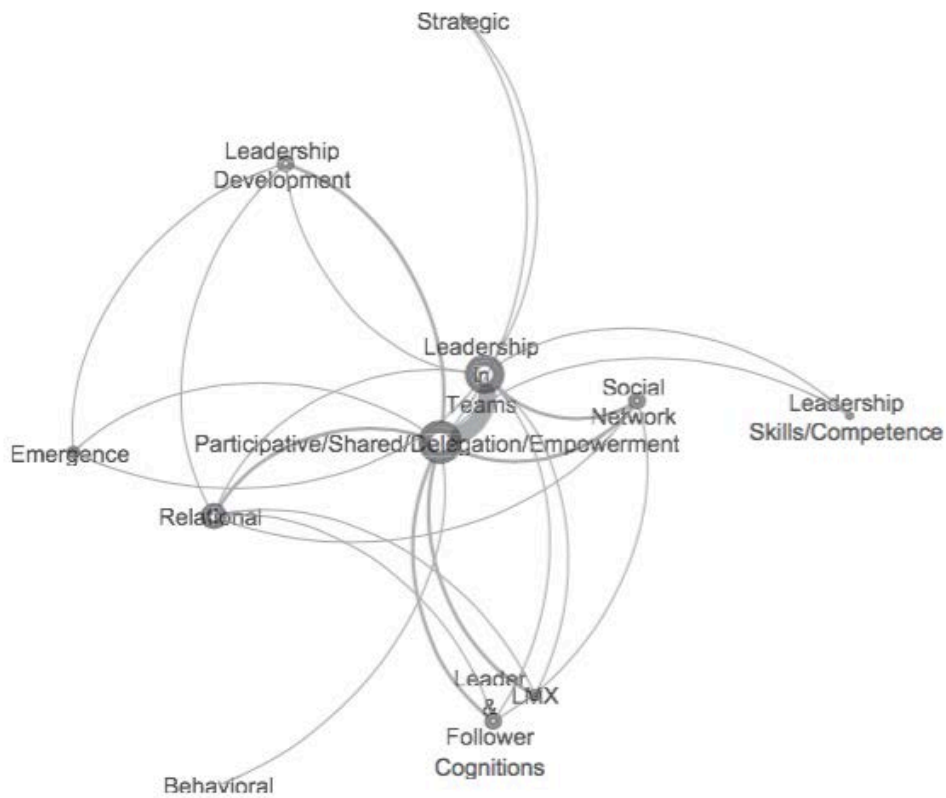 Strategic
Leadership
Development
Leadership
In
Teams
Social
Network
Leadership
Skills/Competence
Participative/Shared/Delegation/Empowerment
Emergence
Relational
Leader
&
LMX
Follower
Cognitions
Behavioral